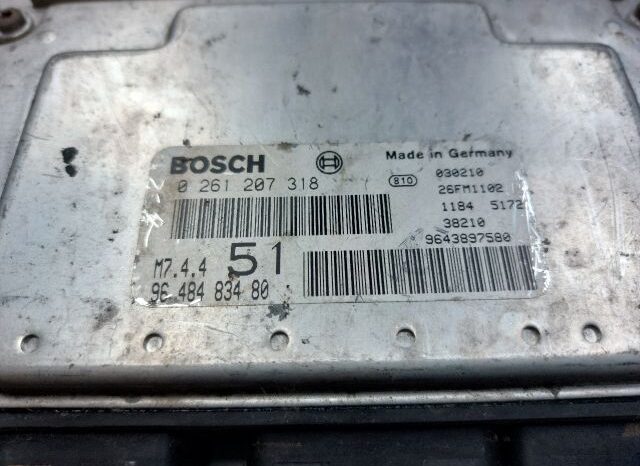 BOSCH
0 261 207 318
M7.4.4 51
96 484 834 80
Made in Germany
810 030210
26FM1102
1184 5172
38210
9643897580